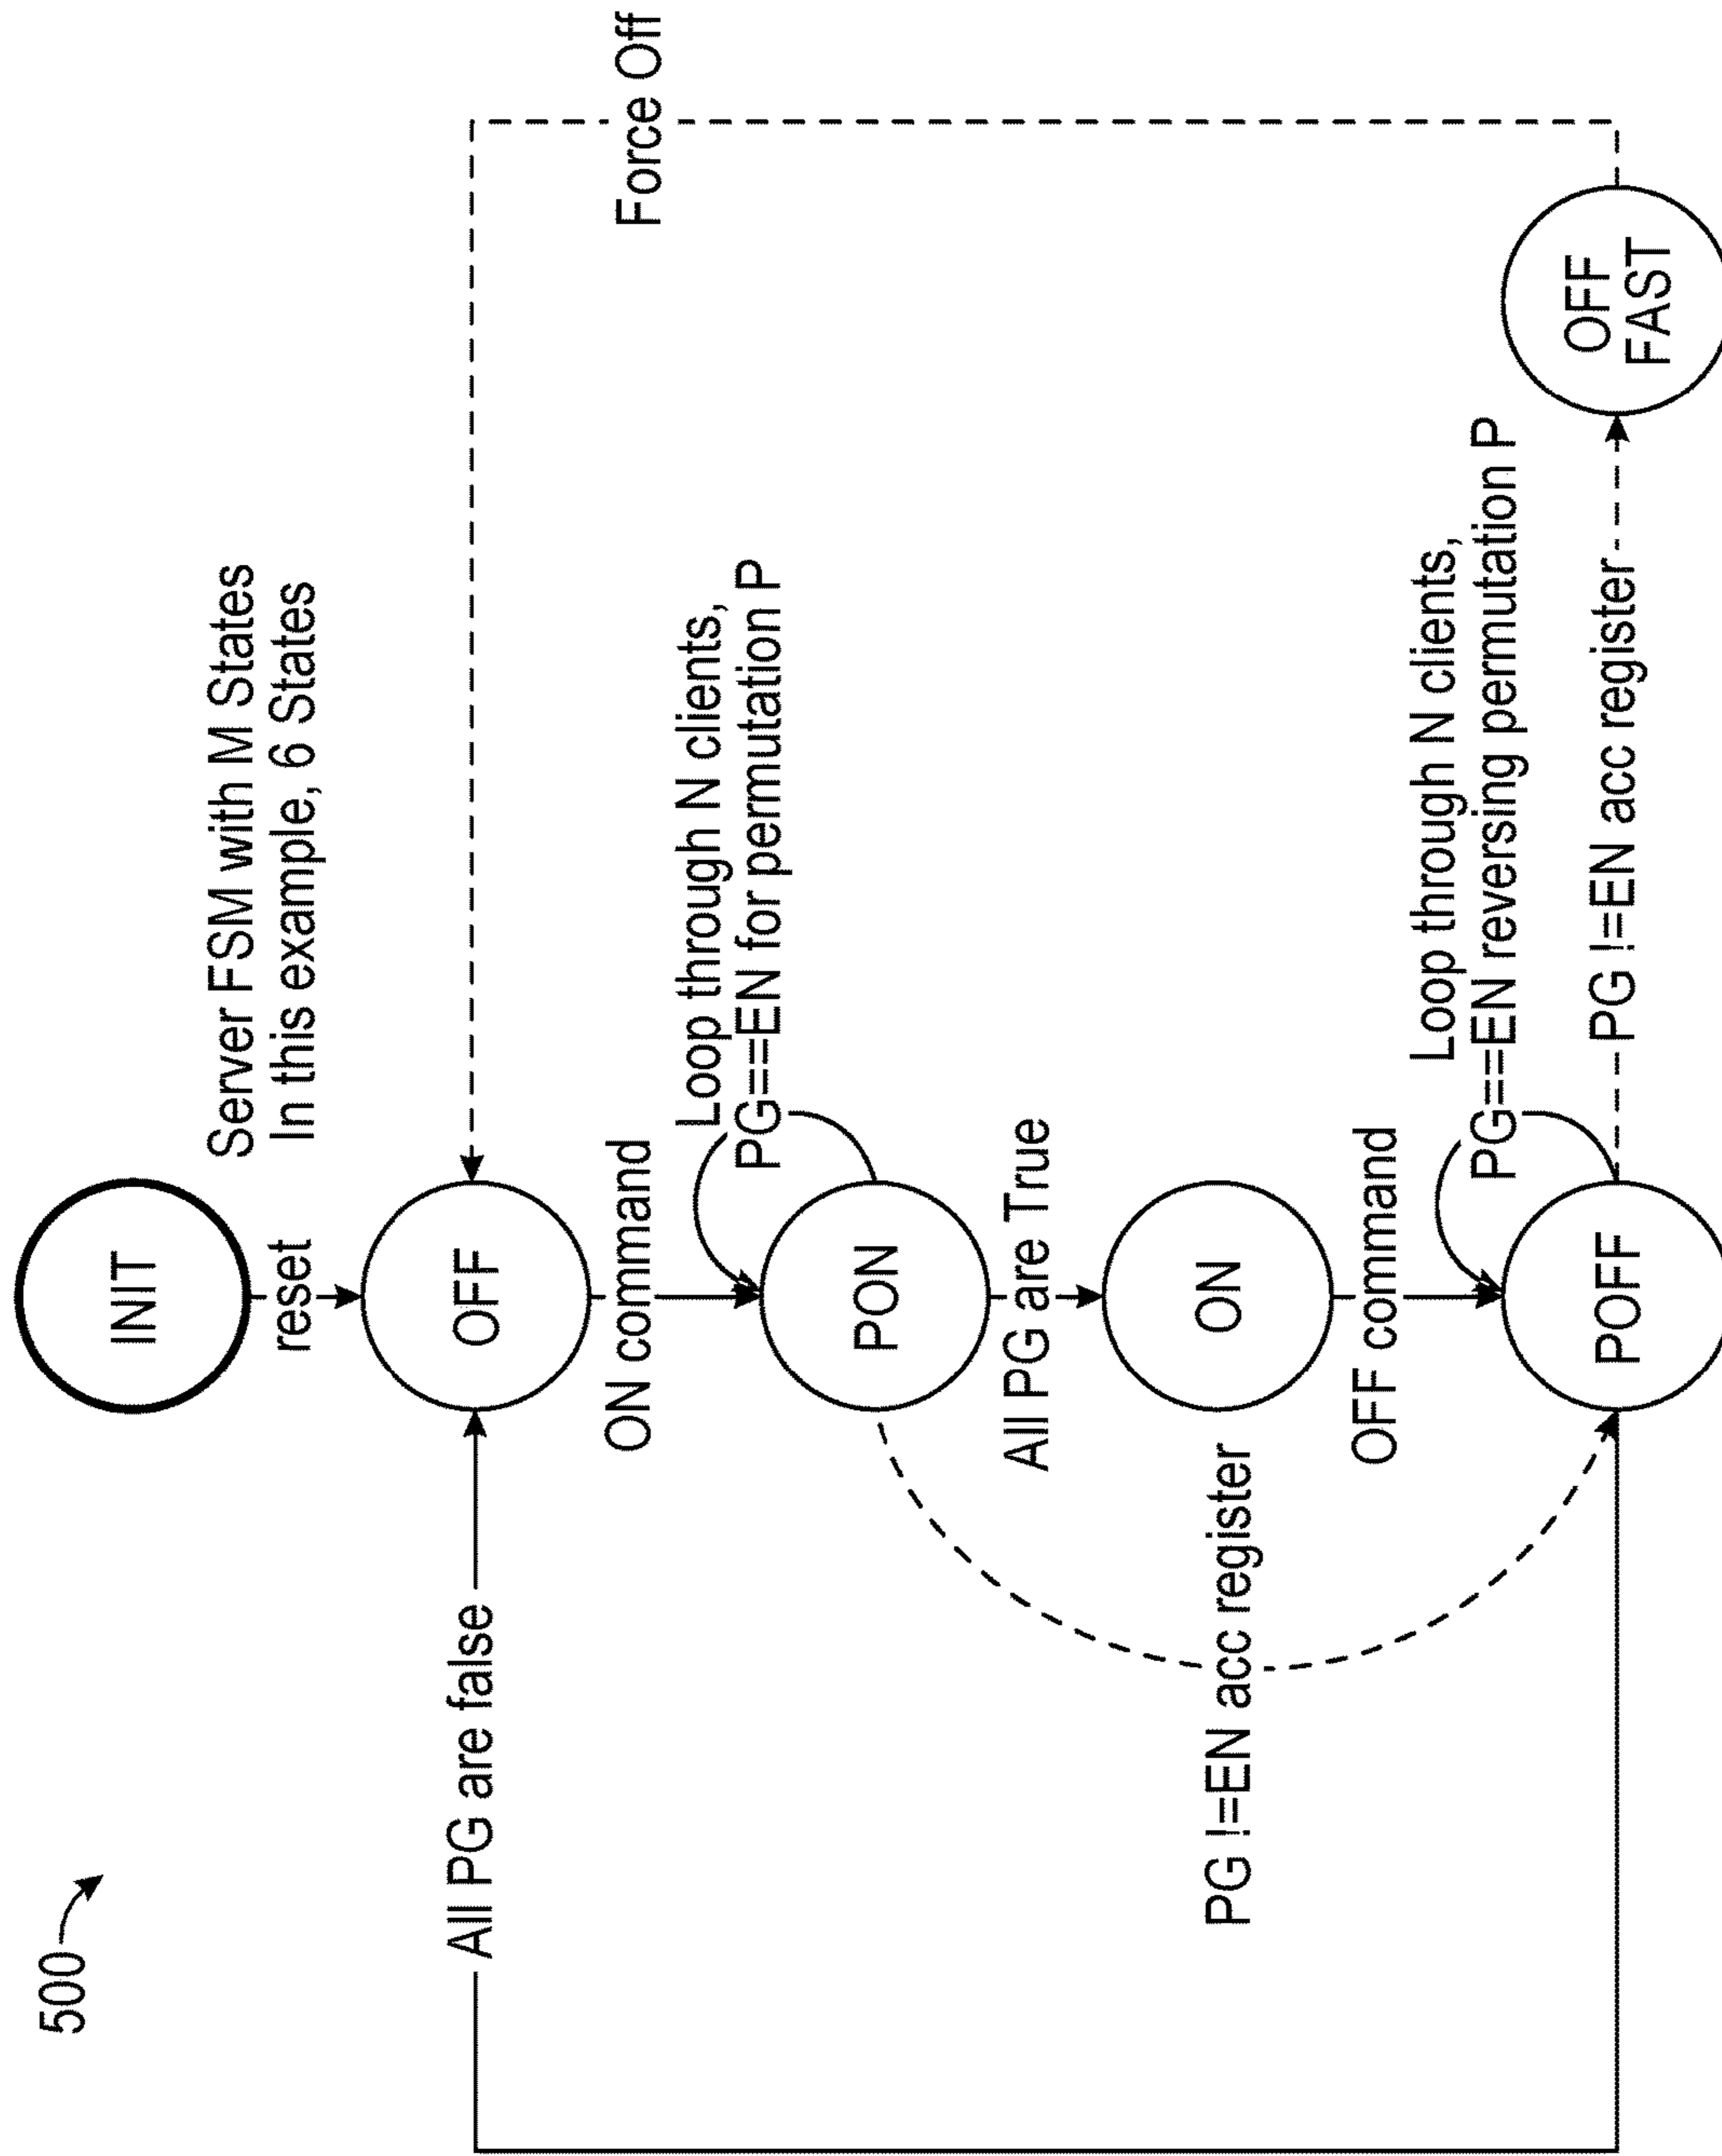 500
Server FSM with M States
In this example, 6 States
INIT
reset
All PG are false
OFF
Force Off
ON command
Loop through N clients,
PG==EN for permutation P
PON
All PG are True
PG !=EN acc register
ON
OFF command
Loop through N clients,
PG==EN reversing permutation P
POFF
PG !=EN acc register
OFF
FAST